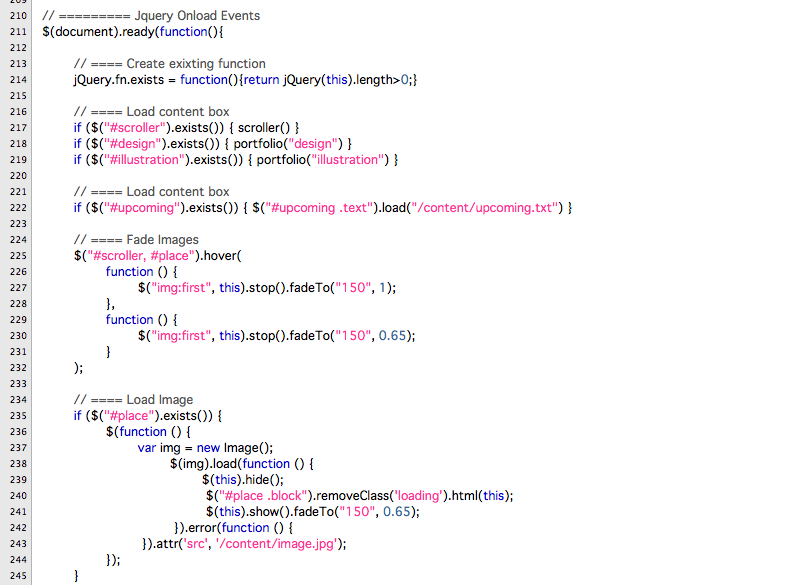 209
210 // ========= Jquery Onload Events
211 $(document).ready(function(){
212
213 // ==== Create exixting function
214 jQuery.fn.exists = function(){return jQuery(this).length>0;}
215
216 // ==== Load content box
217 if ($("#scroller").exists()) { scroller() }
218 if ($("#design").exists()) { portfolio("design") }
219 if ($("#illustration").exists()) { portfolio("illustration") }
220
221 // ==== Load content box
222 if ($("#upcoming").exists()) { $("#upcoming .text").load("/content/upcoming.txt") }
223
224 // ==== Fade Images
225 $("#scroller, #place").hover(
226 function () {
227 $("img:first", this).stop().fadeTo("150", 1);
228 },
229 function () {
230 $("img:first", this).stop().fadeTo("150", 0.65);
231 }
232 );
233
234 // ==== Load Image
235 if ($("#place").exists()) {
236 $(function () {
237 var img = new Image();
238 $(img).load(function () {
239 $(this).hide();
240 $("#place .block").removeClass('loading').html(this);
241 $(this).show().fadeTo("150", 0.65);
242 }).error(function () {
243 }).attr('src', '/content/image.jpg');
244 });
245 }